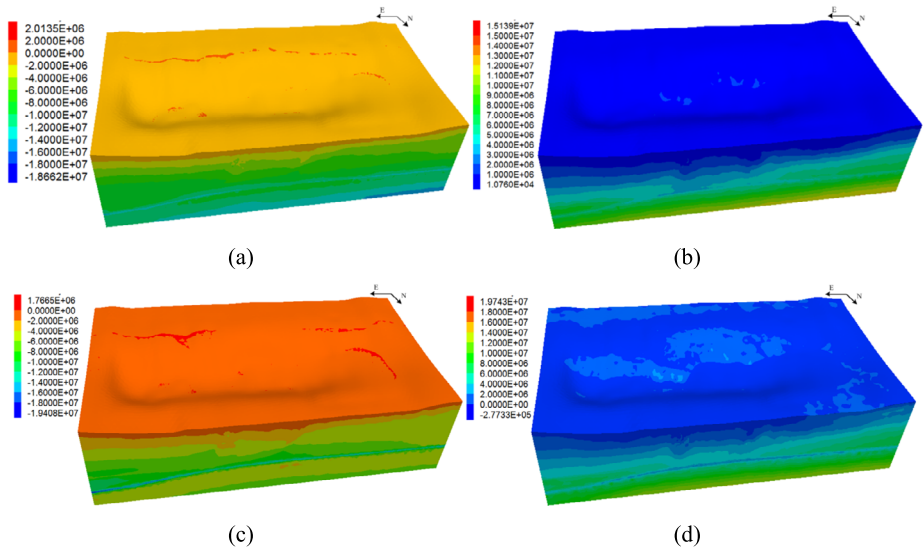 E
N
2.0135E+06
2.0000E+06
0.0000E+00
-2.0000E+06
-4.0000E+06
-6.0000E+06
-8.0000E+06
-1.0000E+07
-1.2000E+07
-1.4000E+07
-1.6000E+07
-1.8000E+07
-1.8662E+07
(a)
E
N
1.5139E+07
1.5000E+07
1.4000E+07
1.3000E+07
1.2000E+07
1.1000E+07
1.0000E+07
9.0000E+06
8.0000E+06
7.0000E+06
6.0000E+06
5.0000E+06
4.0000E+06
3.0000E+06
2.0000E+06
1.0000E+06
1.0760E+04
(b)
E
N
1.7665E+06
0.0000E+00
-2.0000E+06
-4.0000E+06
-6.0000E+06
-8.0000E+06
-1.0000E+07
-1.2000E+07
-1.4000E+07
-1.6000E+07
-1.8000E+07
-1.9408E+07
(c)
E
N
1.9743E+07
1.8000E+07
1.6000E+07
1.4000E+07
1.2000E+07
1.0000E+07
8.0000E+06
6.0000E+06
4.0000E+06
2.0000E+06
0.0000E+00
-2.7733E+05
(d)